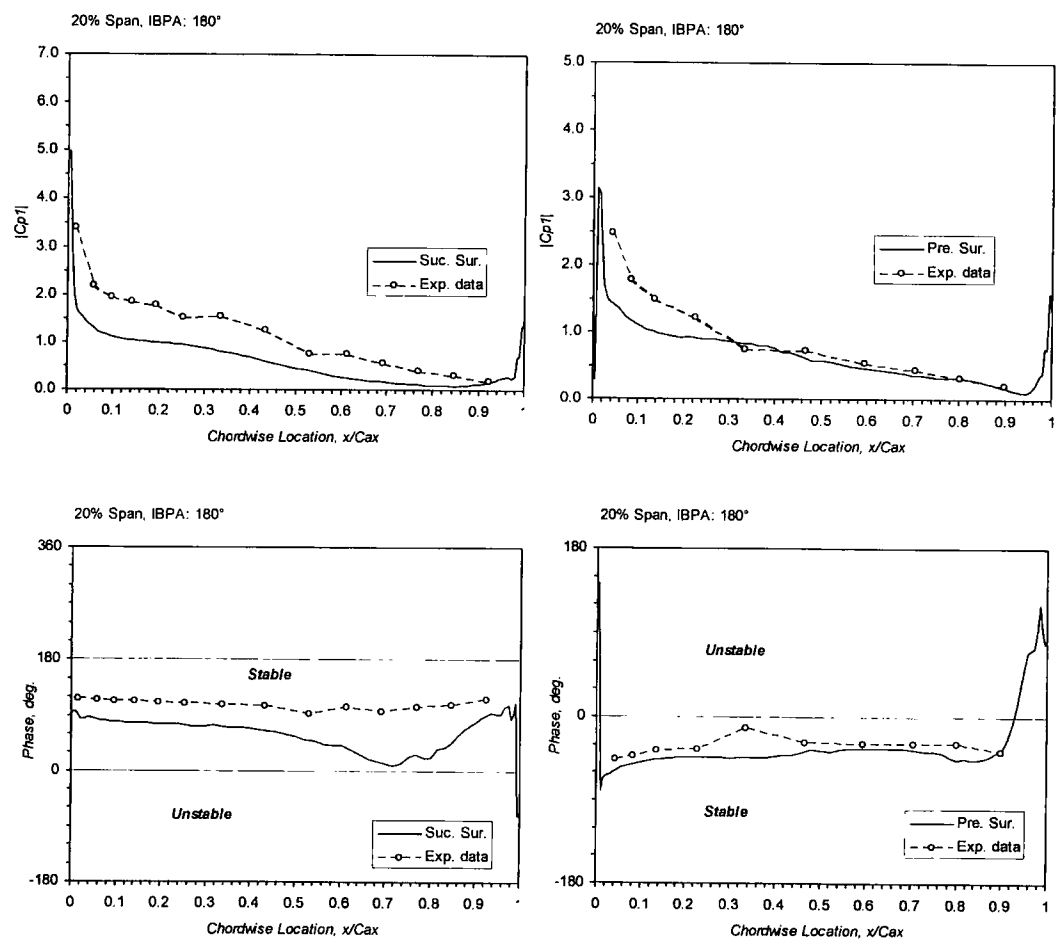 20% Span, IBPA: 180°
7.0
6.0
5.0
4.0
3.0
2.0
1.0
0.0
|Cp1|
Suc. Sur.
Exp. data
0 0.1 0.2 0.3 0.4 0.5 0.6 0.7 0.8 0.9
Chordwise Location, x/Cax
20% Span, IBPA: 180°
5.0
4.0
3.0
2.0
1.0
0.0
|Cp1|
Pre. Sur.
Exp. data
0 0.1 0.2 0.3 0.4 0.5 0.6 0.7 0.8 0.9 1
Chordwise Location, x/Cax
20% Span, IBPA: 180°
360
180
0
-180
Phase, deg.
Stable
Unstable
Suc. Sur.
Exp. data
0 0.1 0.2 0.3 0.4 0.5 0.6 0.7 0.8 0.9 1
Chordwise Location, x/Cax
20% Span, IBPA: 180°
180
0
-180
Phase, deg.
Unstable
Stable
Pre. Sur.
Exp. data
0 0.1 0.2 0.3 0.4 0.5 0.6 0.7 0.8 0.9 1
Chordwise Location, x/Cax